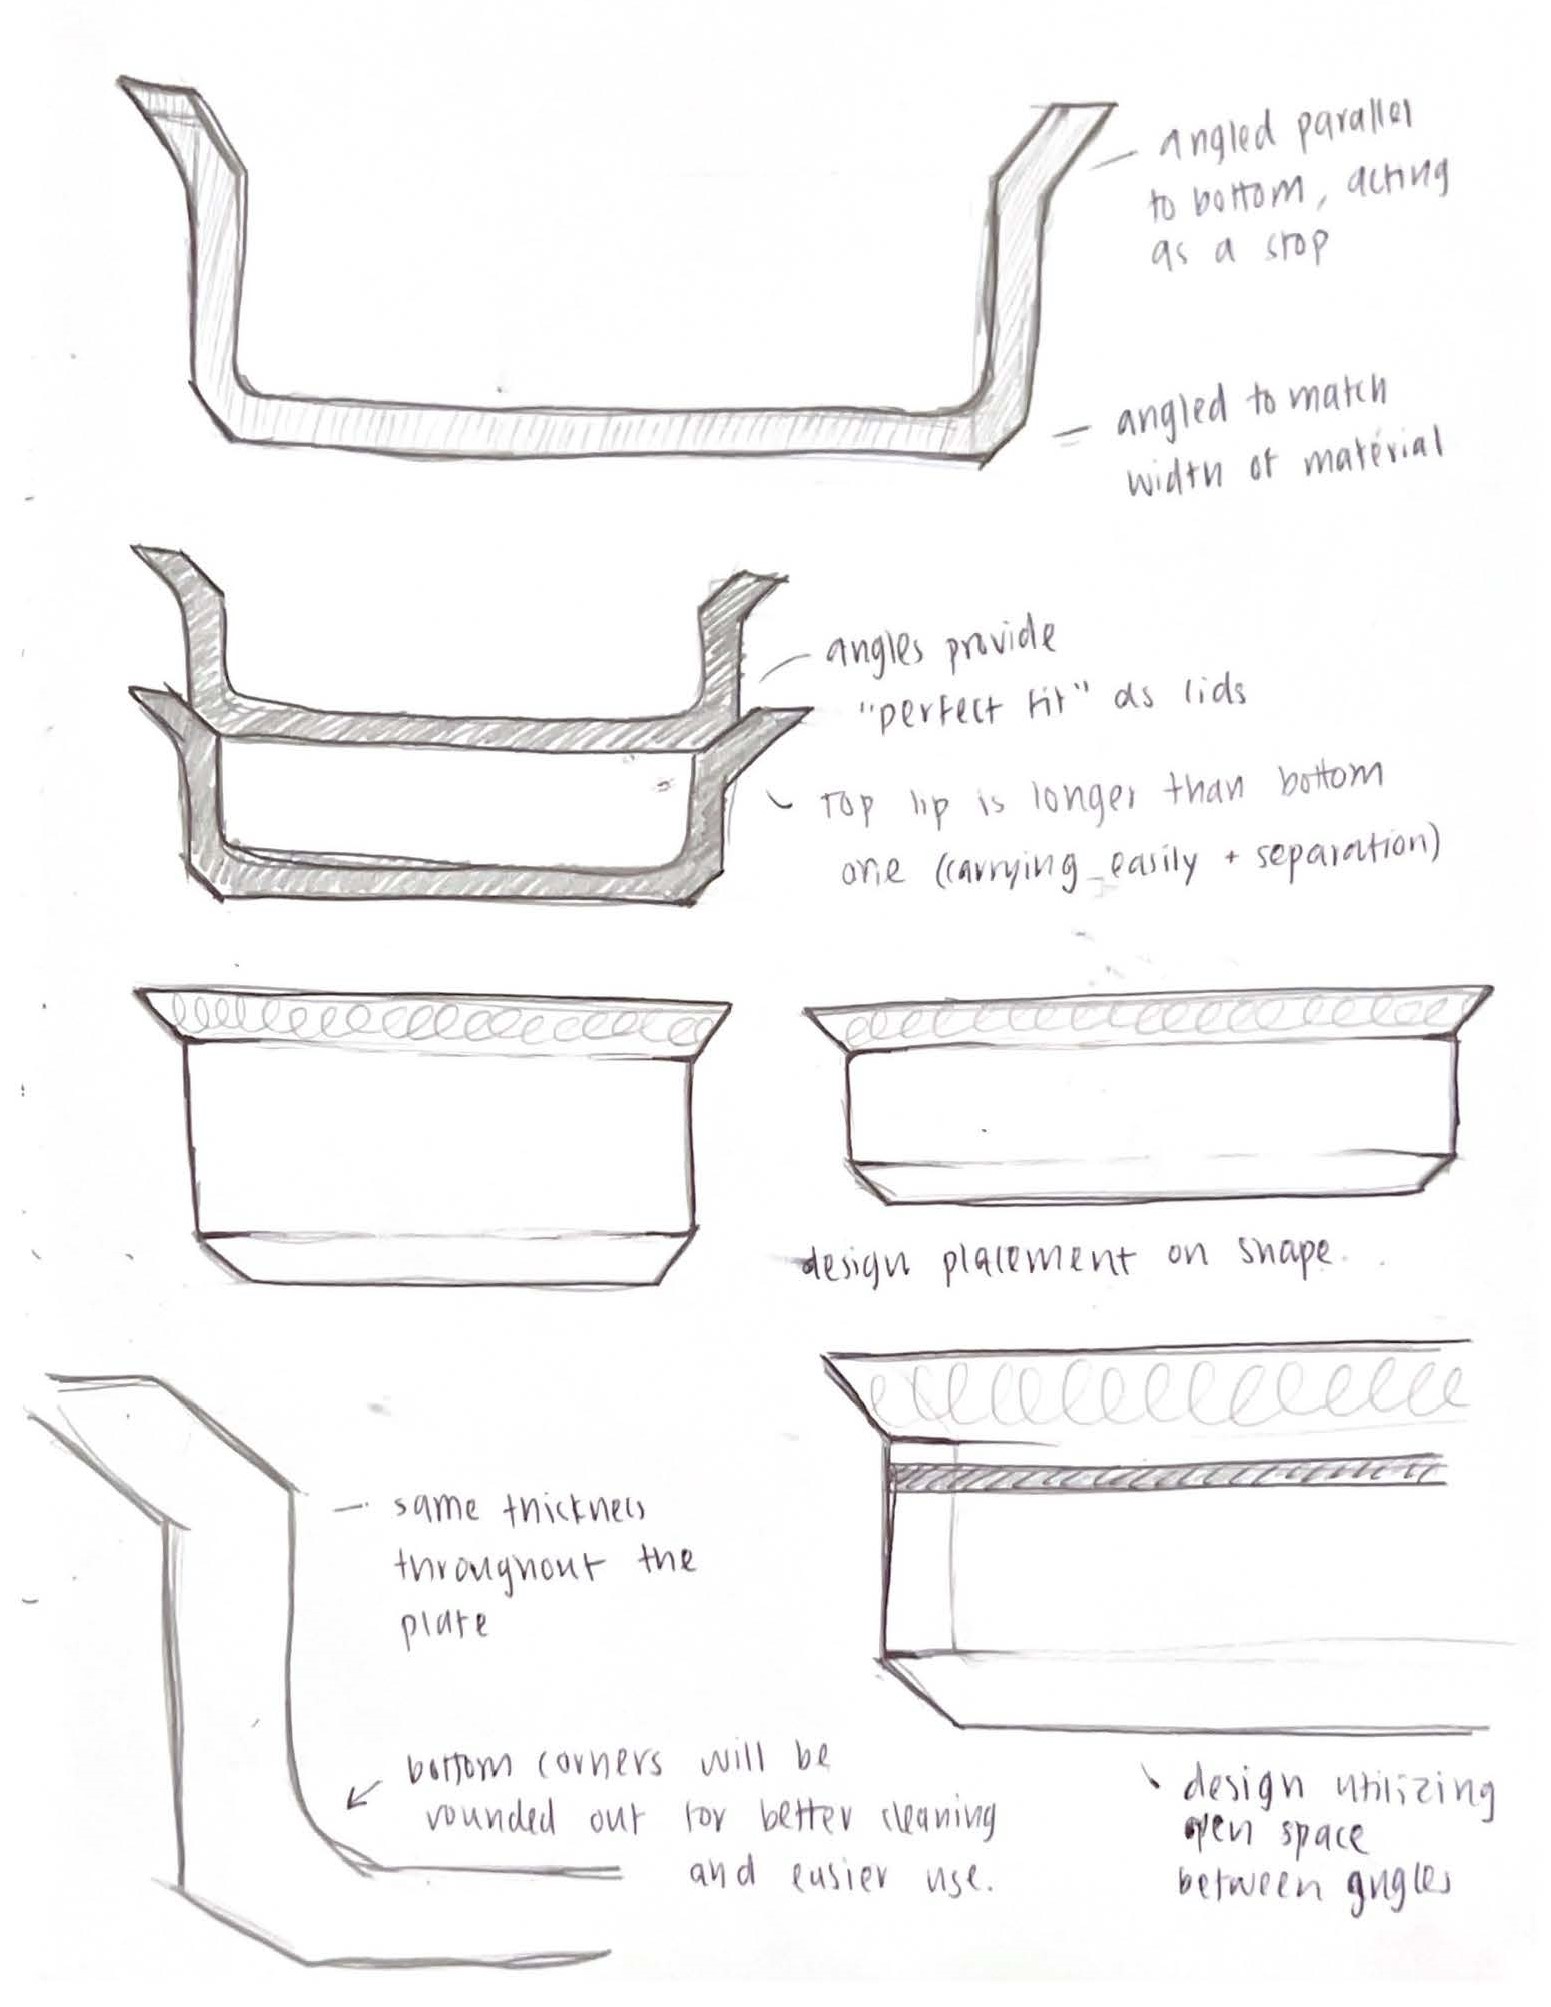 angled parallel
to bottom, acting
as a stop
angled to match
width of material
angles provide
"perfect fit" as lids
Top lip is longer than bottom
one (carrying easily + separation)
design placement on shape.
same thickness
throughout the
plate
bottom corners will be
rounded out for better cleaning
and easier use.
design utilizing
open space
between angles